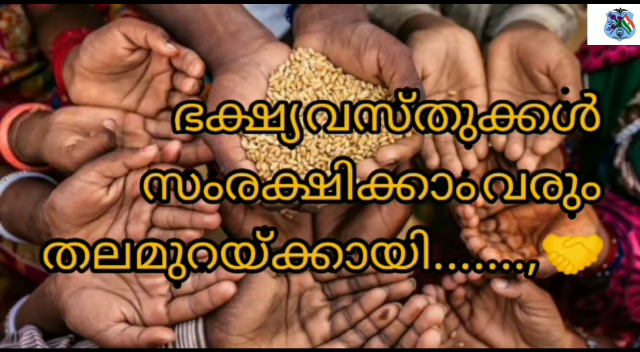 ഭക്ഷ്യവസ്തുക്കൾ
സംരക്ഷിക്കാംവരും
തലമുറയ്ക്കായി......., 🤝